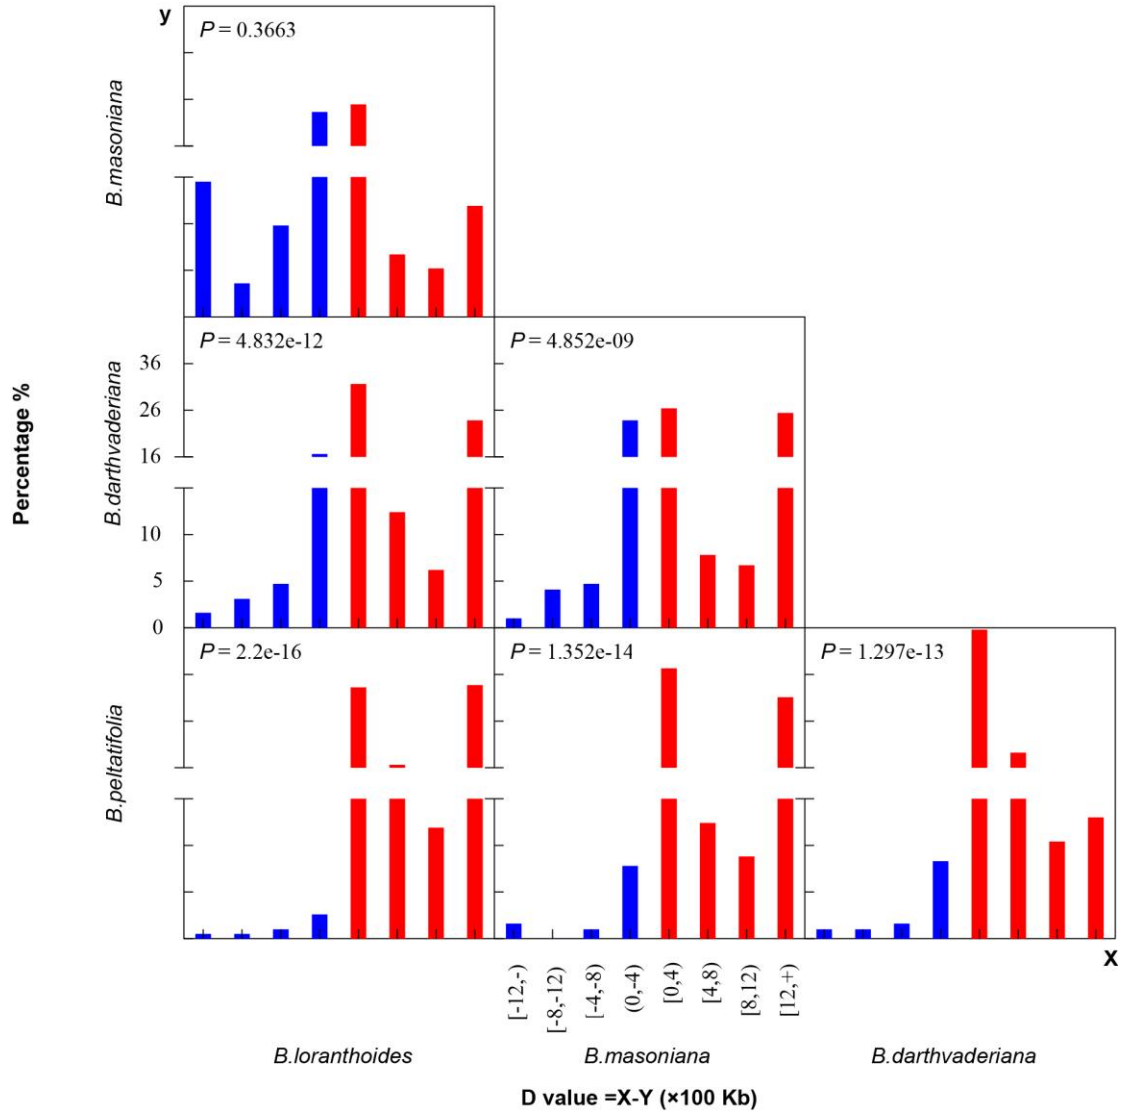 y
P = 0.3663
B.masoniana
P = 4.832e-12
P = 4.852e-09
36
26
16
10
5
0
B.darthvaderiana
Percentage %
P = 2.2e-16
P = 1.352e-14
P = 1.297e-13
B.peltatifolia
X
[-12,-)
[-8,-12)
[-4,-8)
(0,-4)
[0,4)
[4,8)
[8,12)
[12,+)
B.loranthoides
B.masoniana
B.darthvaderiana
D value =X-Y (×100 Kb)